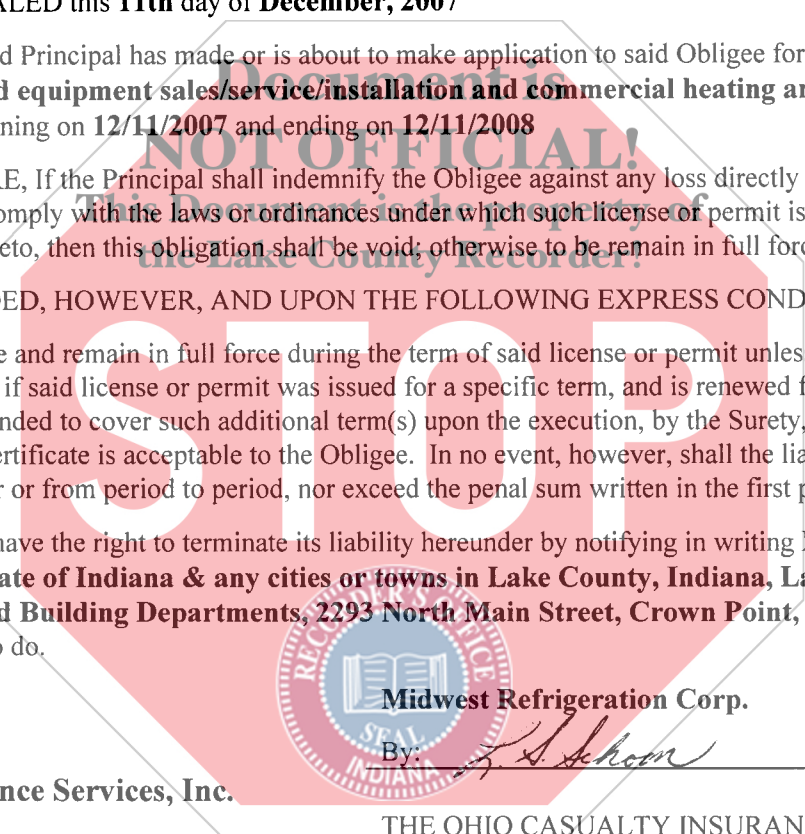 ALED this 11th day of December, 2007
d Principal has made or is about to make application to said Obligee for
d equipment sales/service/installation and commercial heating an
ning on 12/11/2007 and ending on 12/11/2008
RE, If the Principal shall indemnify the Obligee against any loss directly
omply with the laws or ordinances under which such license or permit is
eto, then this obligation shall be void; otherwise to be remain in full forc
DED, HOWEVER, AND UPON THE FOLLOWING EXPRESS COND
e and remain in full force during the term of said license or permit unles
if said license or permit was issued for a specific term, and is renewed f
nded to cover such additional term(s) upon the execution, by the Surety,
ertificate is acceptable to the Obligee. In no event, however, shall the lia
r or from period to period, nor exceed the penal sum written in the first p
have the right to terminate its liability hereunder by notifying in writing
ate of Indiana & any cities or towns in Lake County, Indiana, La
d Building Departments, 2293 North Main Street, Crown Point,
o do.
Midwest Refrigeration Corp.
By: K. S. Schoon
nce Services, Inc.
THE OHIO CASUALTY INSURAN
Document is
NOT OFFICIAL!
This Document is the property of
the Lake County Recorder!
STOP
RECORDER'S OFFICE
SEAL
INDIANA